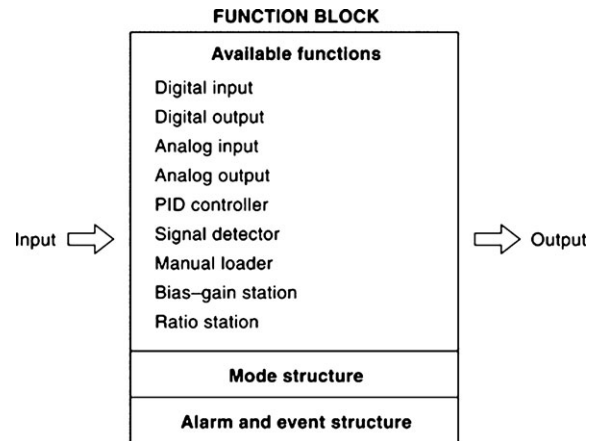 FUNCTION BLOCK
Available functions
Digital input
Digital output
Analog input
Analog output
PID controller
Signal detector
Manual loader
Bias–gain station
Ratio station
Input
Output
Mode structure
Alarm and event structure